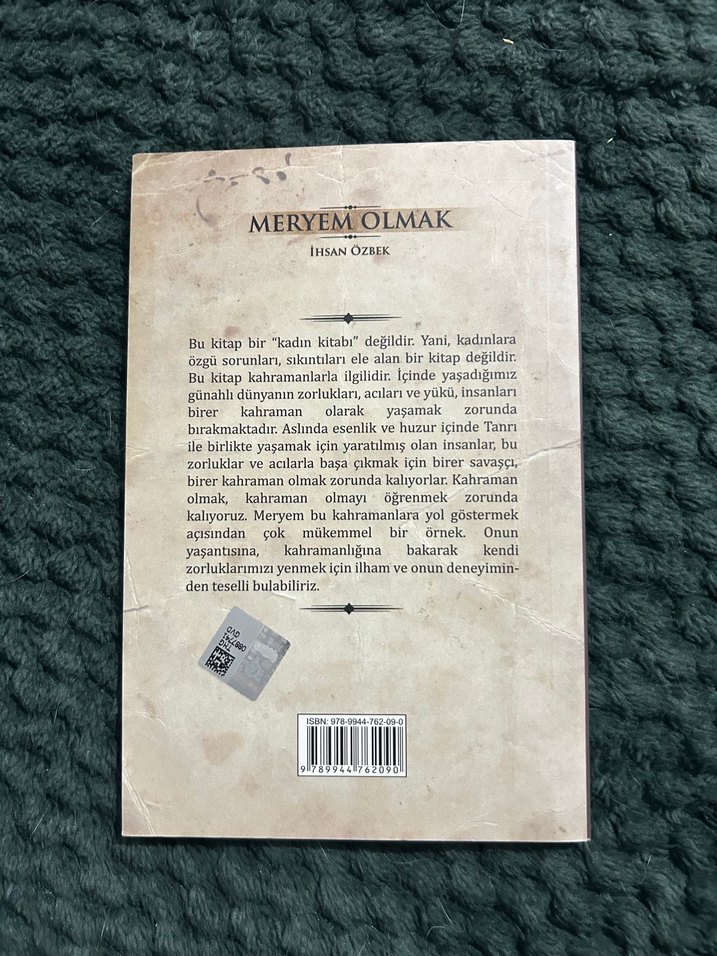 MERYEM OLMAK
İHSAN ÖZBEK
Bu kitap bir “kadın kitabı” değildir. Yani, kadınlara
özgü sorunları, sıkıntıları ele alan bir kitap değildir.
Bu kitap kahramanlarla ilgilidir. İçinde yaşadığımız
günahlı dünyanın zorlukları, acıları ve yükü, insanları
birer kahraman olarak yaşamak zorunda
bırakmaktadır. Aslında esenlik ve huzur içinde Tanrı
ile birlikte yaşamak için yaratılmış olan insanlar, bu
zorluklar ve acılarla başa çıkmak için birer savaşçı,
birer kahraman olmak zorunda kalıyorlar. Kahraman
olmak, kahraman olmayı öğrenmek zorunda
kalıyoruz. Meryem bu kahramanlara yol göstermek
açısından çok mükemmel bir örnek. Onun
yaşantısına, kahramanlığına bakarak kendi
zorluklarımızı yenmek için ilham ve onun deneyimin-
den teselli bulabiliriz.
THG
0887741
GVD
ISBN: 978-9944-762-09-0
9 789944 762090